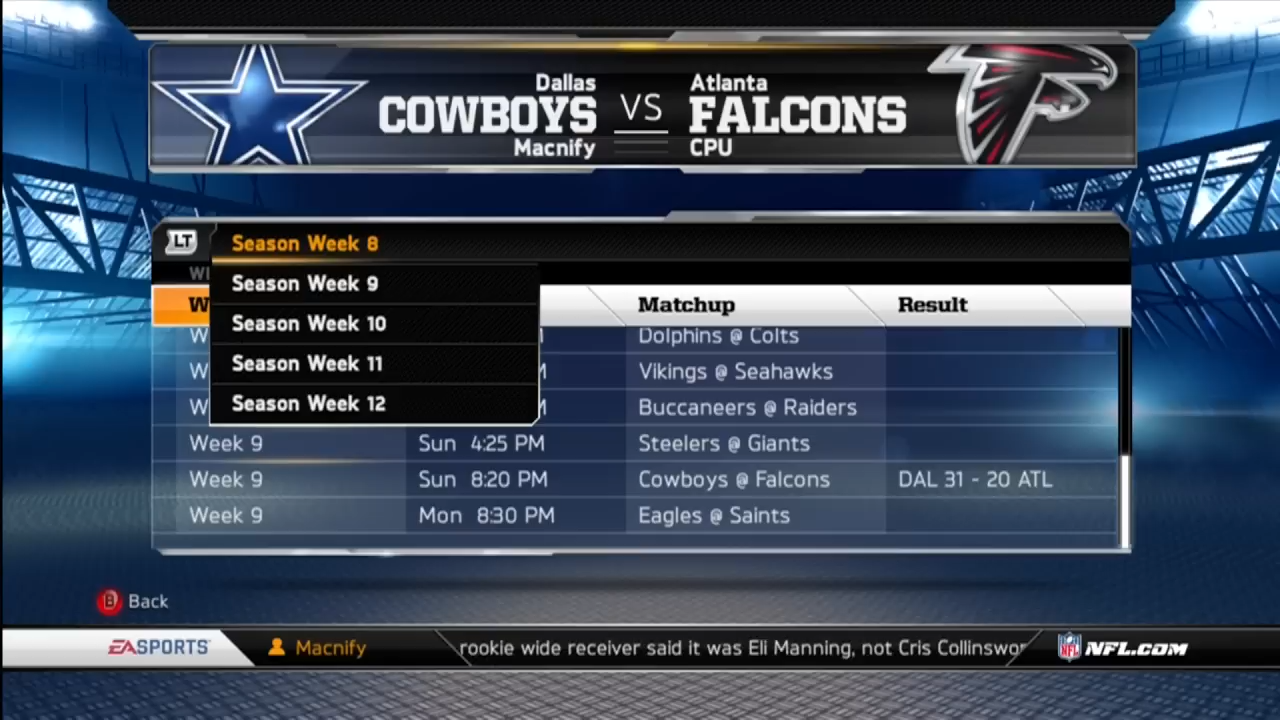 Dallas
COWBOYS
Macnify
VS
Atlanta
FALCONS
CPU
LT
Season Week 8
Season Week 9
Season Week 10
Season Week 11
Season Week 12
Matchup Result
Dolphins @ Colts
Vikings @ Seahawks
Buccaneers @ Raiders
Week 9 Sun 4:25 PM Steelers @ Giants
Week 9 Sun 8:20 PM Cowboys @ Falcons DAL 31 - 20 ATL
Week 9 Mon 8:30 PM Eagles @ Saints
B Back
EA SPORTS Macnify rookie wide receiver said it was Eli Manning, not Cris Collinswor NFL NFL.COM